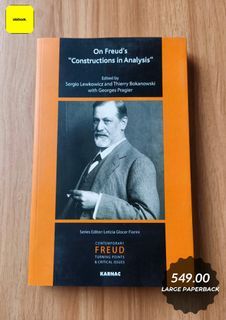 On Freud's
"Constructions in Analysis"
Edited by
Sergio Lewkowicz and Thierry Bokanowski
with Georges Pragier
Series Editor: Leticia Glocer Fiorini
CONTEMPORARY
FREUD
TURNING POINTS
& CRITICAL ISSUES
KARNAC
549.00
LARGE PAPERBACK